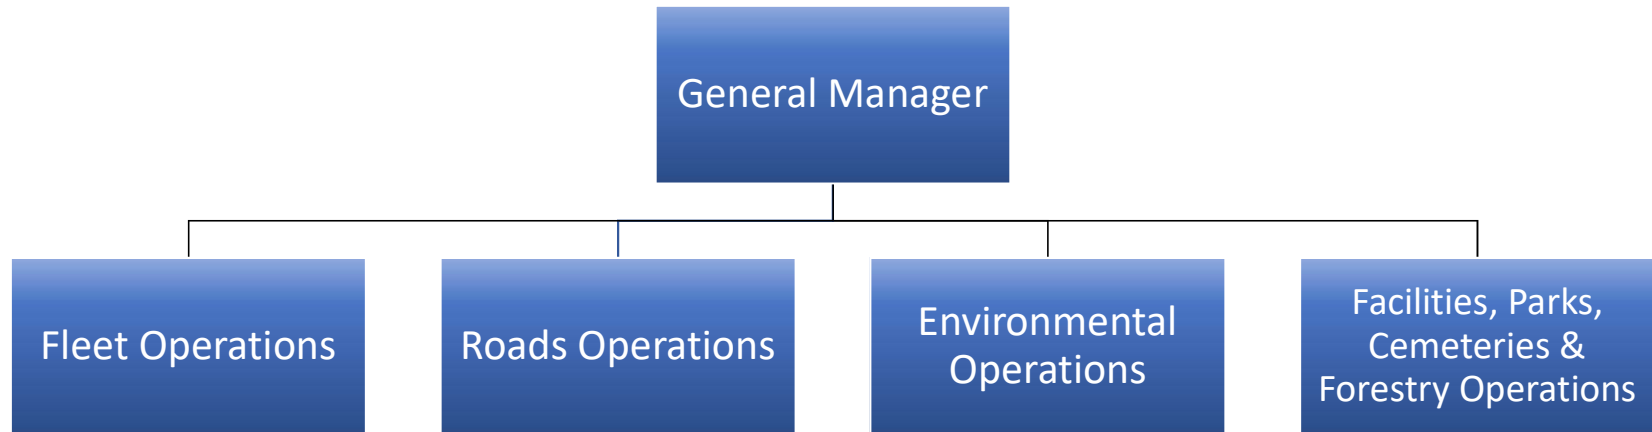 General Manager
Fleet Operations
Roads Operations
Environmental
Operations
Facilities, Parks,
Cemeteries &
Forestry Operations